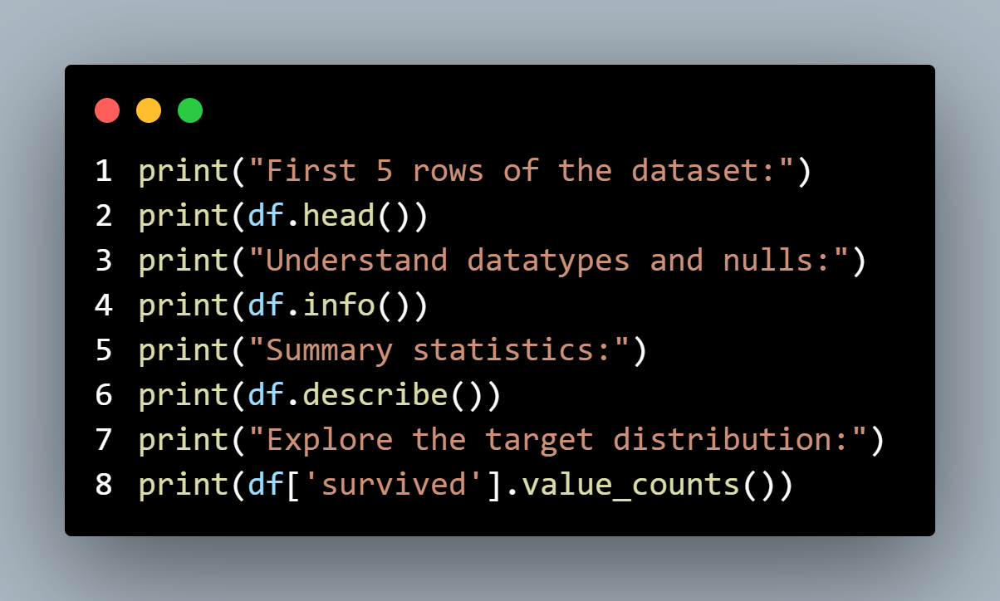 1 print("First 5 rows of the dataset:")
2 print(df.head())
3 print("Understand datatypes and nulls:")
4 print(df.info())
5 print("Summary statistics:")
6 print(df.describe())
7 print("Explore the target distribution:")
8 print(df['survived'].value_counts())